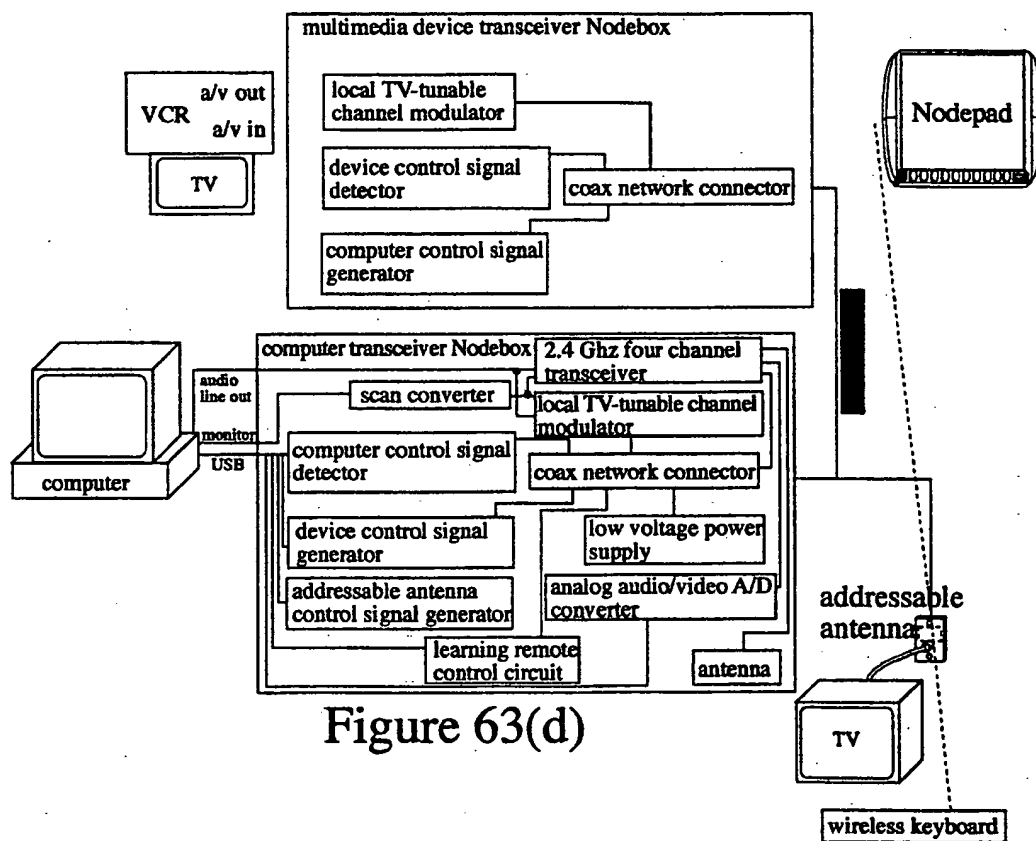 multimedia device transceiver Nodebox
local TV-tunable
channel modulator
device control signal
detector
coax network connector
computer control signal
generator
a/v out
VCR
a/v in
TV
Nodepad
computer transceiver Nodebox
2.4 Ghz four channel
transceiver
audio
line out
scan converter
local TV-tunable channel
modulator
monitor
USB
computer control signal
detector
coax network connector
computer
device control signal
generator
low voltage power
supply
addressable antenna
control signal generator
analog audio/video A/D
converter
learning remote
control circuit
antenna
addressable
antenna
TV
wireless keyboard
Figure 63(d)